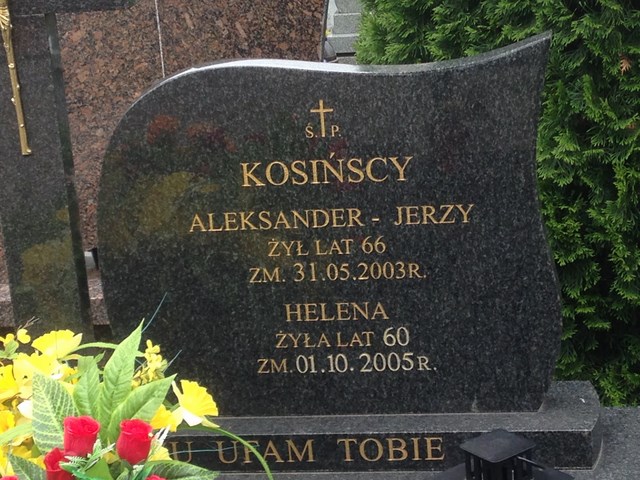 Ś. P.
KOSIŃSCY
ALEKSANDER - JERZY
ŻYŁ LAT 66
ZM. 31.05.2003R.
HELENA
ŻYŁA LAT 60
ZM. 01.10.2005R.
UFAM TOBIE